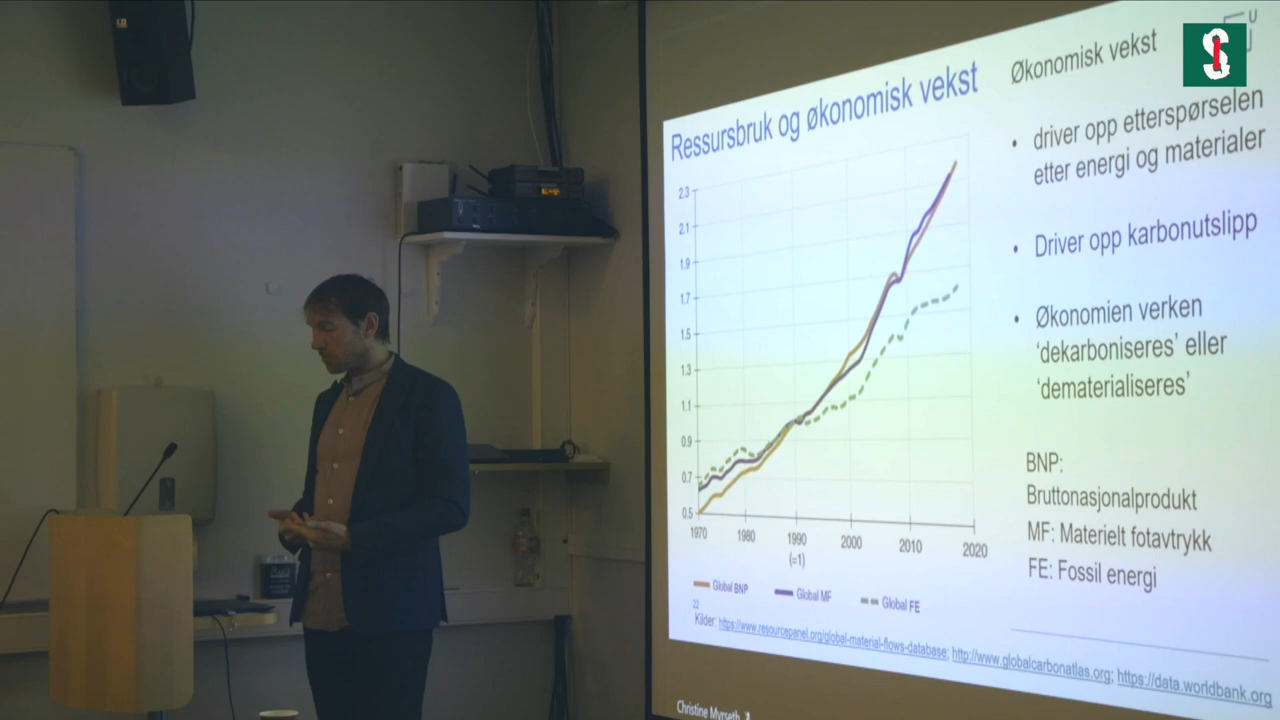 Ressursbruk og økonomisk vekst
2.3
2.1
1.9
1.7
1.5
1.3
1.1
0.9
0.7
0.5
1970
1980
1990
2000
2010
2020
(=1)
Global BNP
Global MF
Global FE
22
Kilder: https://www.resourcepanel.org/global-material-flows-database; http://www.globalcarbonatlas.org; https://data.worldbank.org
Økonomisk vekst
• driver opp etterspørselen
etter energi og materialer
• Driver opp karbonutslipp
• Økonomien verken
‘dekarboniseres’ eller
‘dematerialiseres’
BNP:
Bruttonasjonalprodukt
MF: Materielt fotavtrykk
FE: Fossil energi
U
S
Christine Myrseth